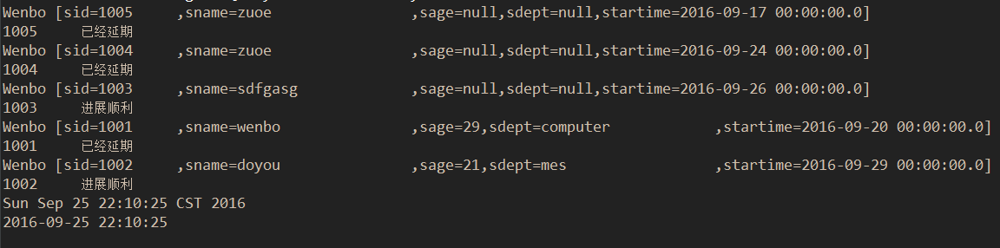 Wenbo [sid=1005     ,sname=zuoe                ,sage=null,sdept=null,startime=2016-09-17 00:00:00.0]
1005     已经延期
Wenbo [sid=1004     ,sname=zuoe                ,sage=null,sdept=null,startime=2016-09-24 00:00:00.0]
1004     已经延期
Wenbo [sid=1003     ,sname=sdfgasg             ,sage=null,sdept=null,startime=2016-09-26 00:00:00.0]
1003     进展顺利
Wenbo [sid=1001     ,sname=wenbo               ,sage=29,sdept=computer            ,startime=2016-09-20 00:00:00.0]
1001     已经延期
Wenbo [sid=1002     ,sname=doyou               ,sage=21,sdept=mes                 ,startime=2016-09-29 00:00:00.0]
1002     进展顺利
Sun Sep 25 22:10:25 CST 2016
2016-09-25 22:10:25